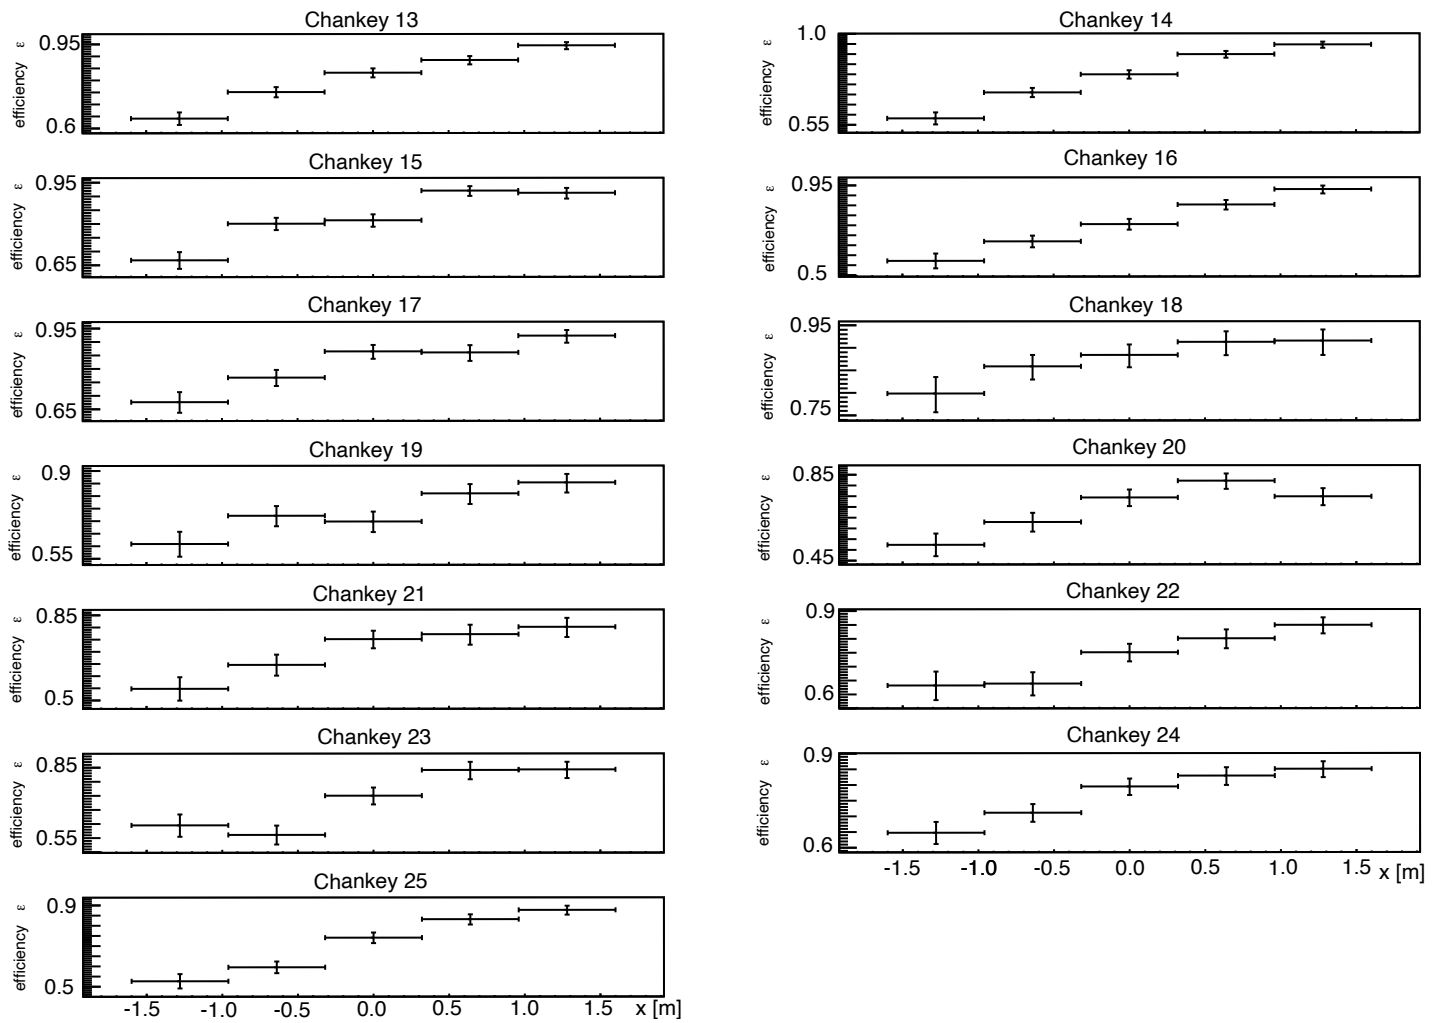 Chankey 13
efficiency ε
0.95
0.6
Chankey 14
efficiency ε
1.0
0.55
Chankey 15
efficiency ε
0.95
0.65
Chankey 16
efficiency ε
0.95
0.5
Chankey 17
efficiency ε
0.95
0.65
Chankey 18
efficiency ε
0.95
0.75
Chankey 19
efficiency ε
0.9
0.55
Chankey 20
efficiency ε
0.85
0.45
Chankey 21
efficiency ε
0.85
0.5
Chankey 22
efficiency ε
0.9
0.6
Chankey 23
efficiency ε
0.85
0.55
Chankey 24
efficiency ε
0.9
0.6
-1.5 -1.0 -0.5 0.0 0.5 1.0 1.5 x [m]
Chankey 25
efficiency ε
0.9
0.5
-1.5 -1.0 -0.5 0.0 0.5 1.0 1.5 x [m]